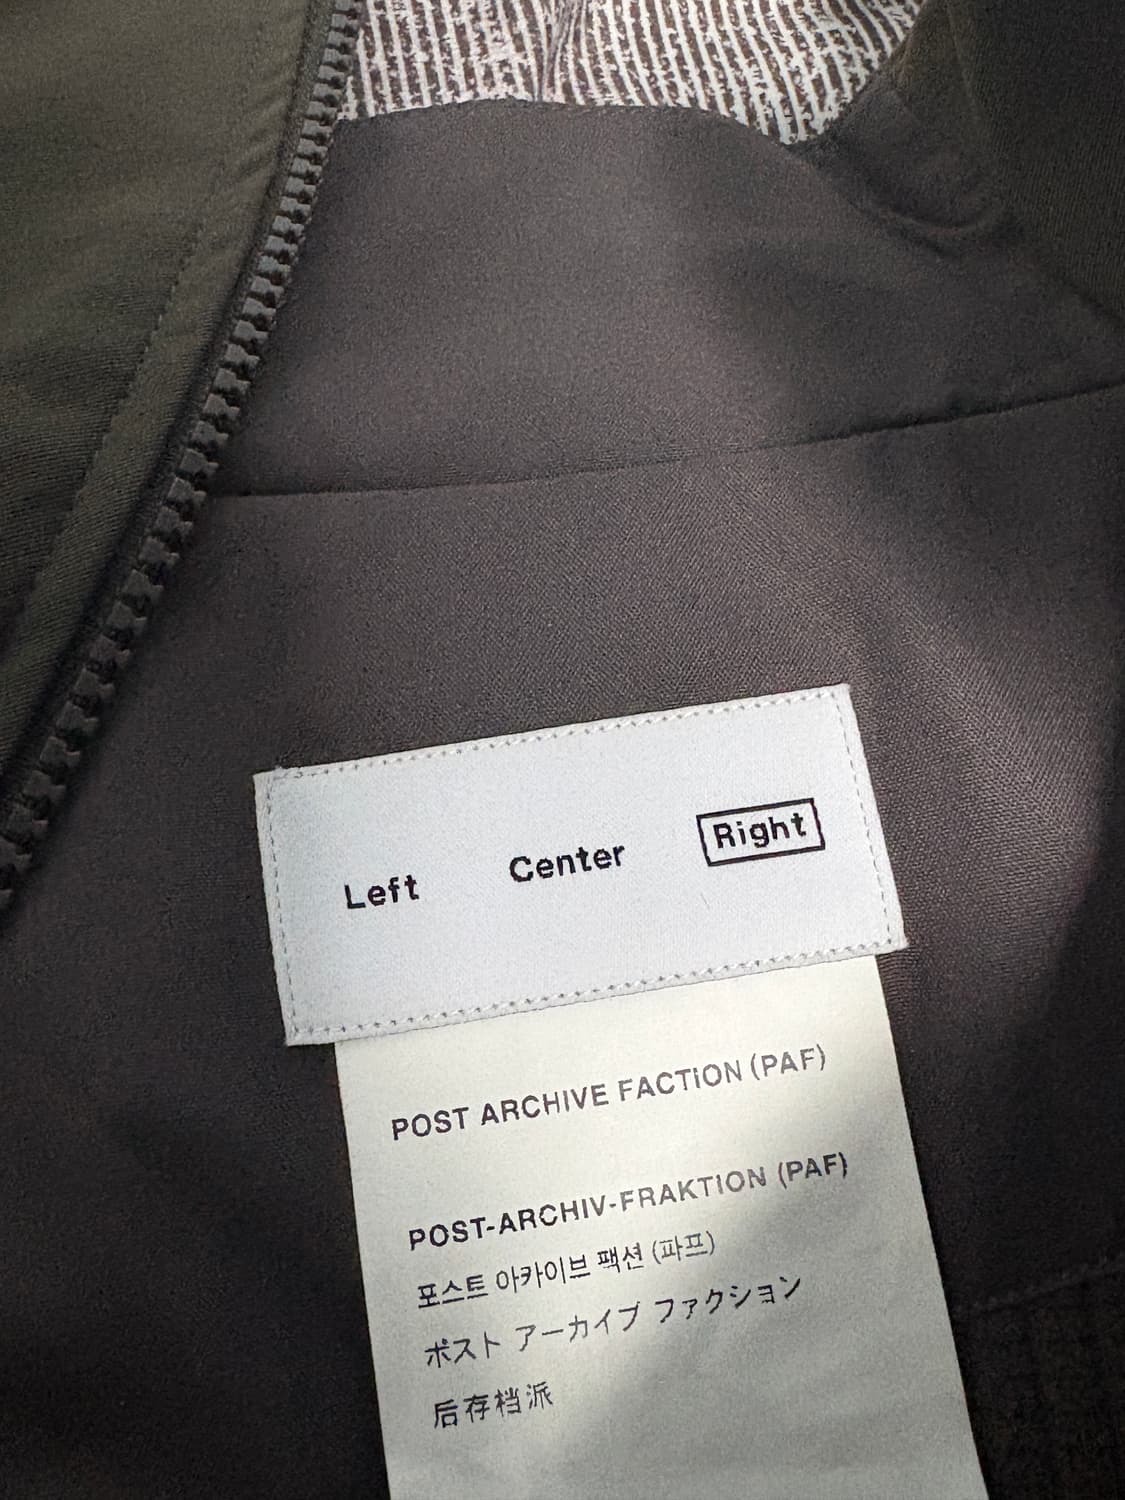 Left Center Right
POST ARCHIVE FACTION (PAF)
POST-ARCHIV-FRAKTION (PAF)
포스트 아카이브 팩션 (파프)
ポスト アーカイブ ファクション
后存档派